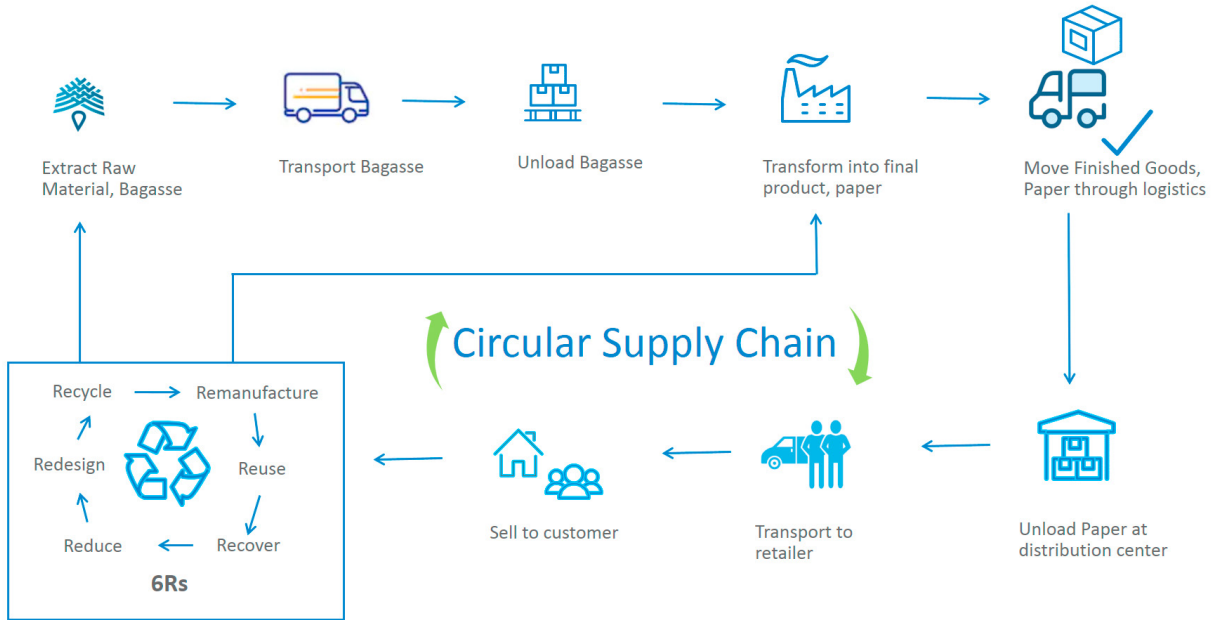 Extract Raw
Material, Bagasse
Transport Bagasse
Unload Bagasse
Transform into final
product, paper
Move Finished Goods,
Paper through logistics
Circular Supply Chain
Recycle
Remanufacture
Redesign
Reuse
Reduce
Recover
6Rs
Sell to customer
Transport to
retailer
Unload Paper at
distribution center